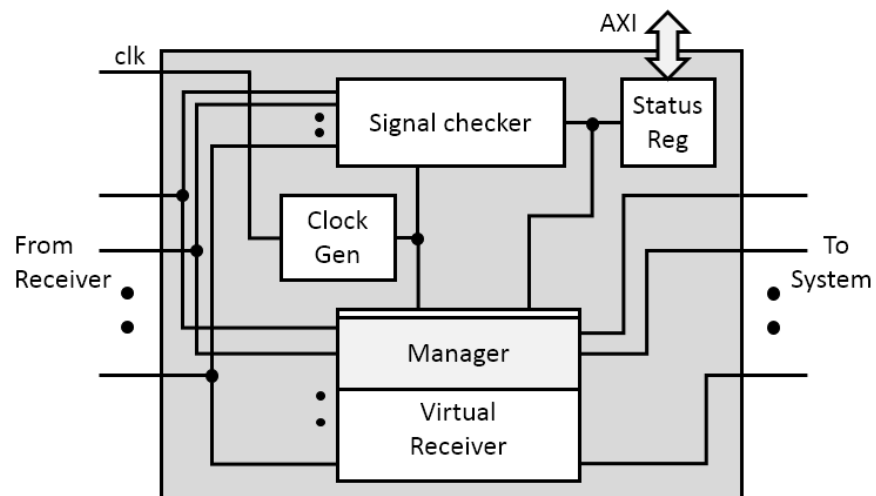 AXI
clk
Signal checker
Status
Reg
Clock
Gen
From
Receiver
To
System
Manager
Virtual
Receiver